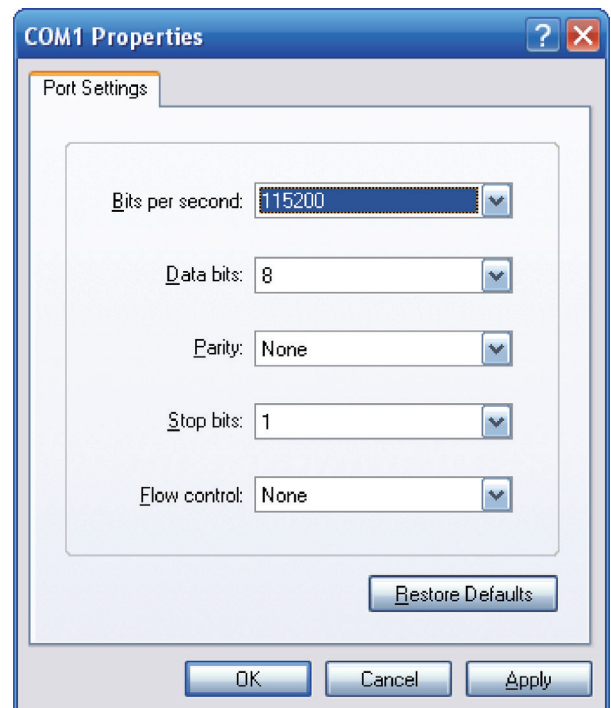 COM1 Properties
Port Settings
Bits per second: 115200
Data bits: 8
Parity: None
Stop bits: 1
Flow control: None
Restore Defaults
OK Cancel Apply